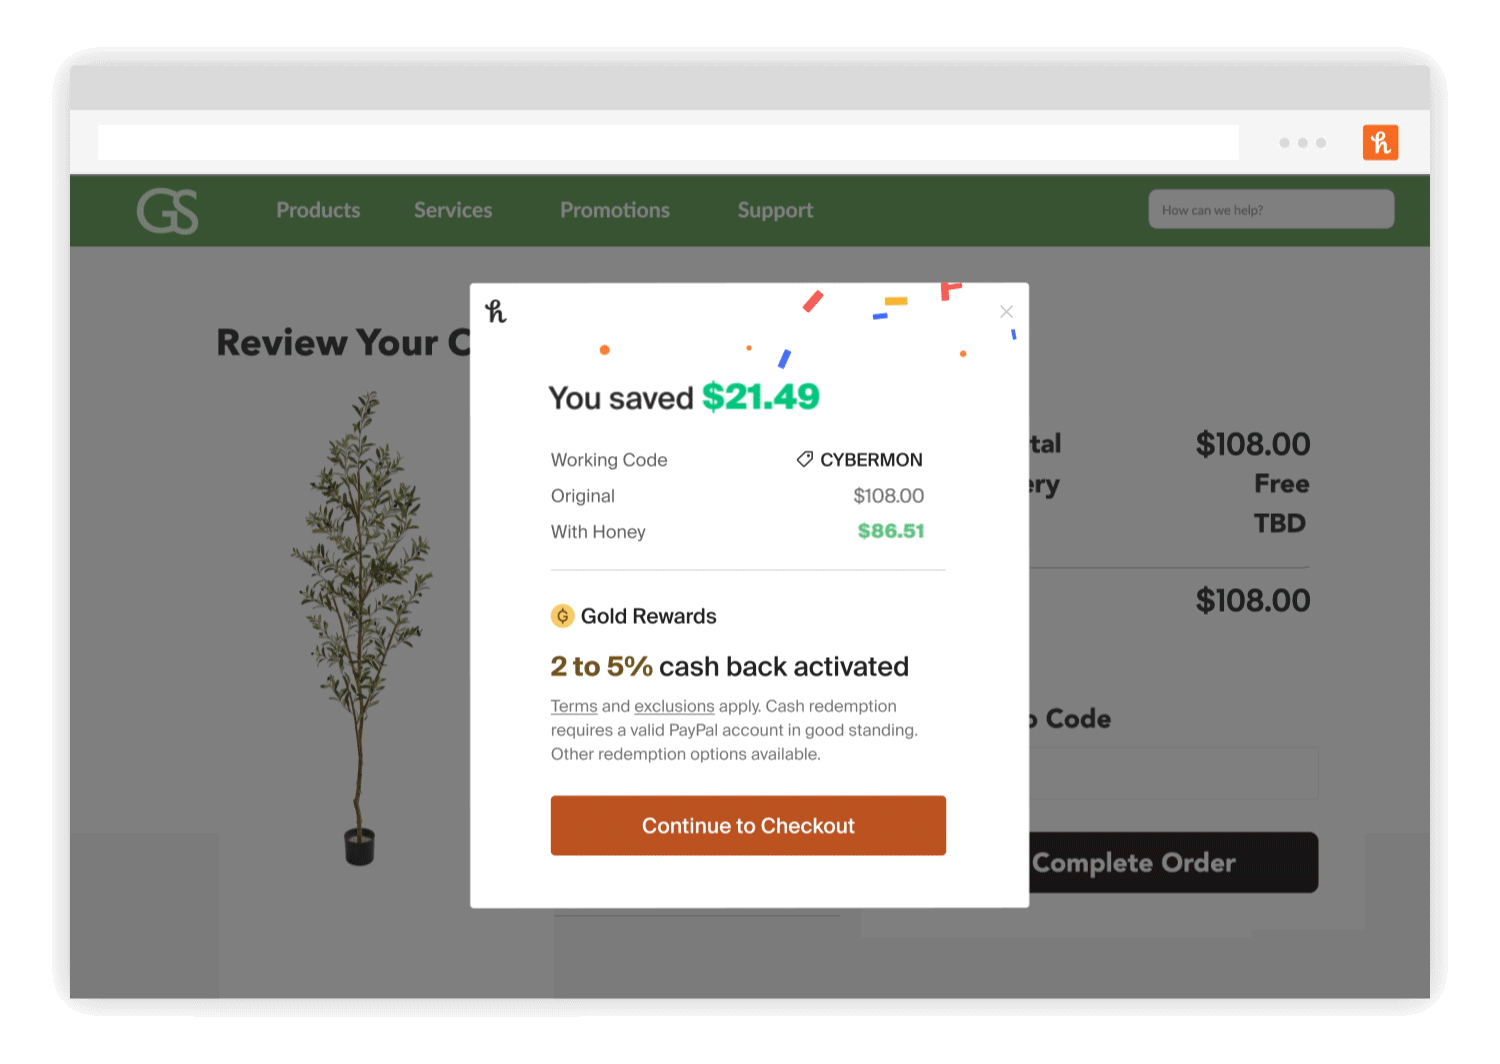 GS
Products
Services
Promotions
Support
How can we help?
h
Review Your C
h
You saved $21.49
Working Code
CYBERMON
Original
$108.00
With Honey
$86.51
Gold Rewards
2 to 5% cash back activated
Terms and exclusions apply. Cash redemption
requires a valid PayPal account in good standing.
Other redemption options available.
Continue to Checkout
tal
$108.00
ery
Free
TBD
$108.00
o Code
Complete Order